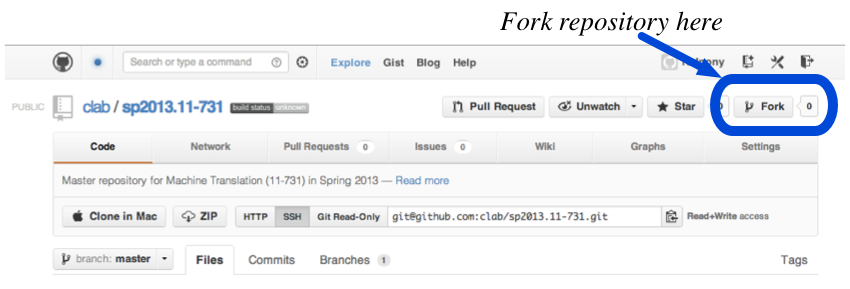 Fork repository here
Search or type a command
Explore Gist Blog Help
PUBLIC clab / sp2013.11-731 build status unknown Pull Request Unwatch Star Fork 0
Code Network Pull Requests 0 Issues 0 Wiki Graphs Settings
Master repository for Machine Translation (11-731) in Spring 2013 — Read more
Clone in Mac ZIP HTTP SSH Git Read-Only git@github.com:clab/sp2013.11-731.git Read+Write access
branch: master Files Commits Branches 1 Tags